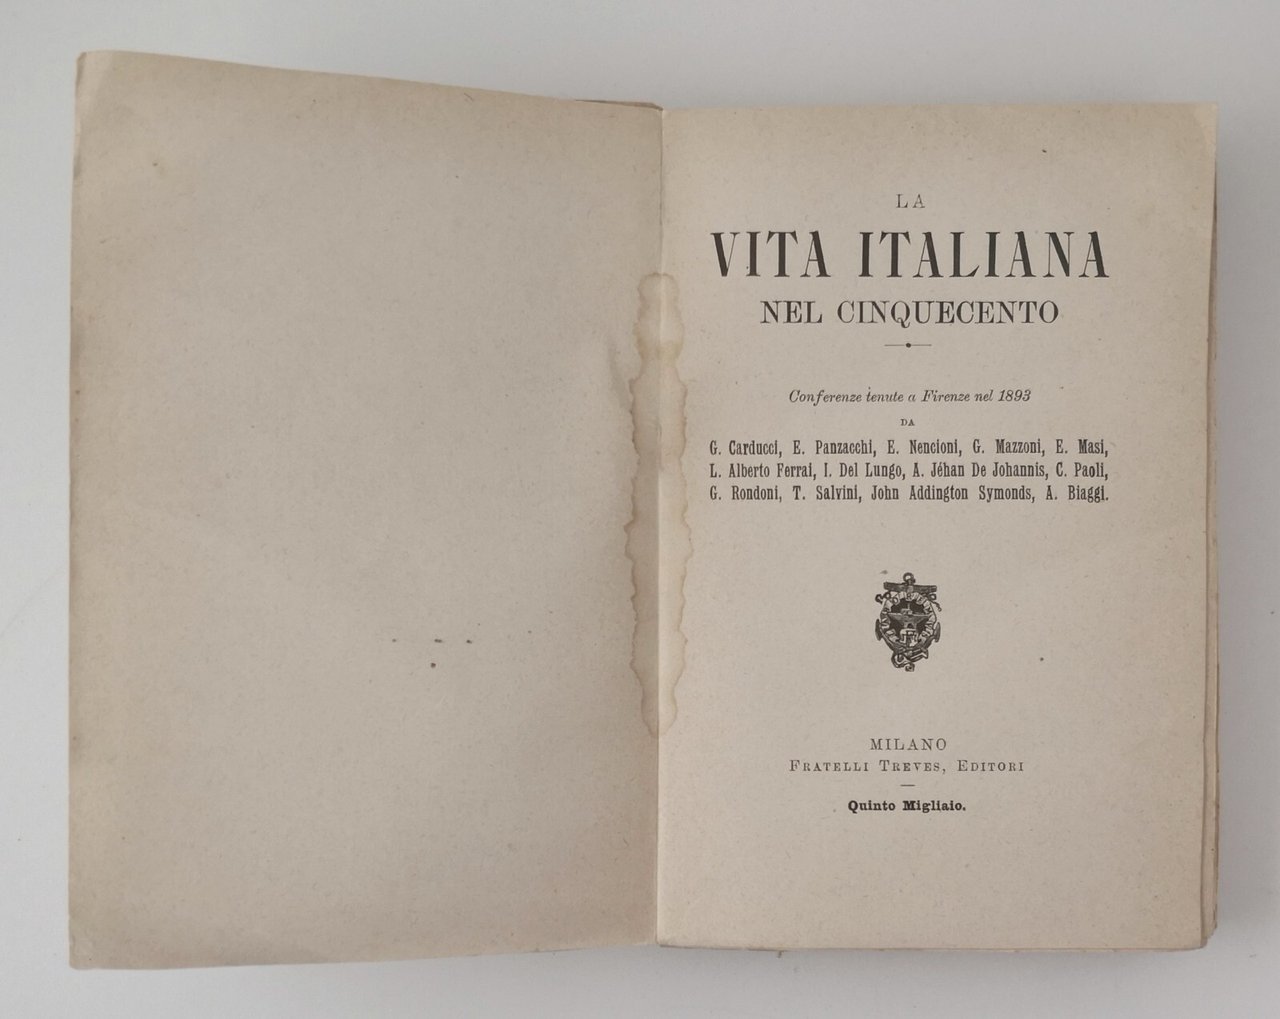 LA
VITA ITALIANA
NEL CINQUECENTO
Conferenze tenute a Firenze nel 1893
DA
G. Carducci, E. Panzacchi, E. Nencioni, G. Mazzoni, E. Masi,
L. Alberto Ferrai, I. Del Lungo, A. Jéhan De Johannis, C. Paoli,
G. Rondoni, T. Salvini, John Addington Symonds, A. Biaggi.
MILANO
FRATELLI TREVES, EDITORI
Quinto Migliaio.